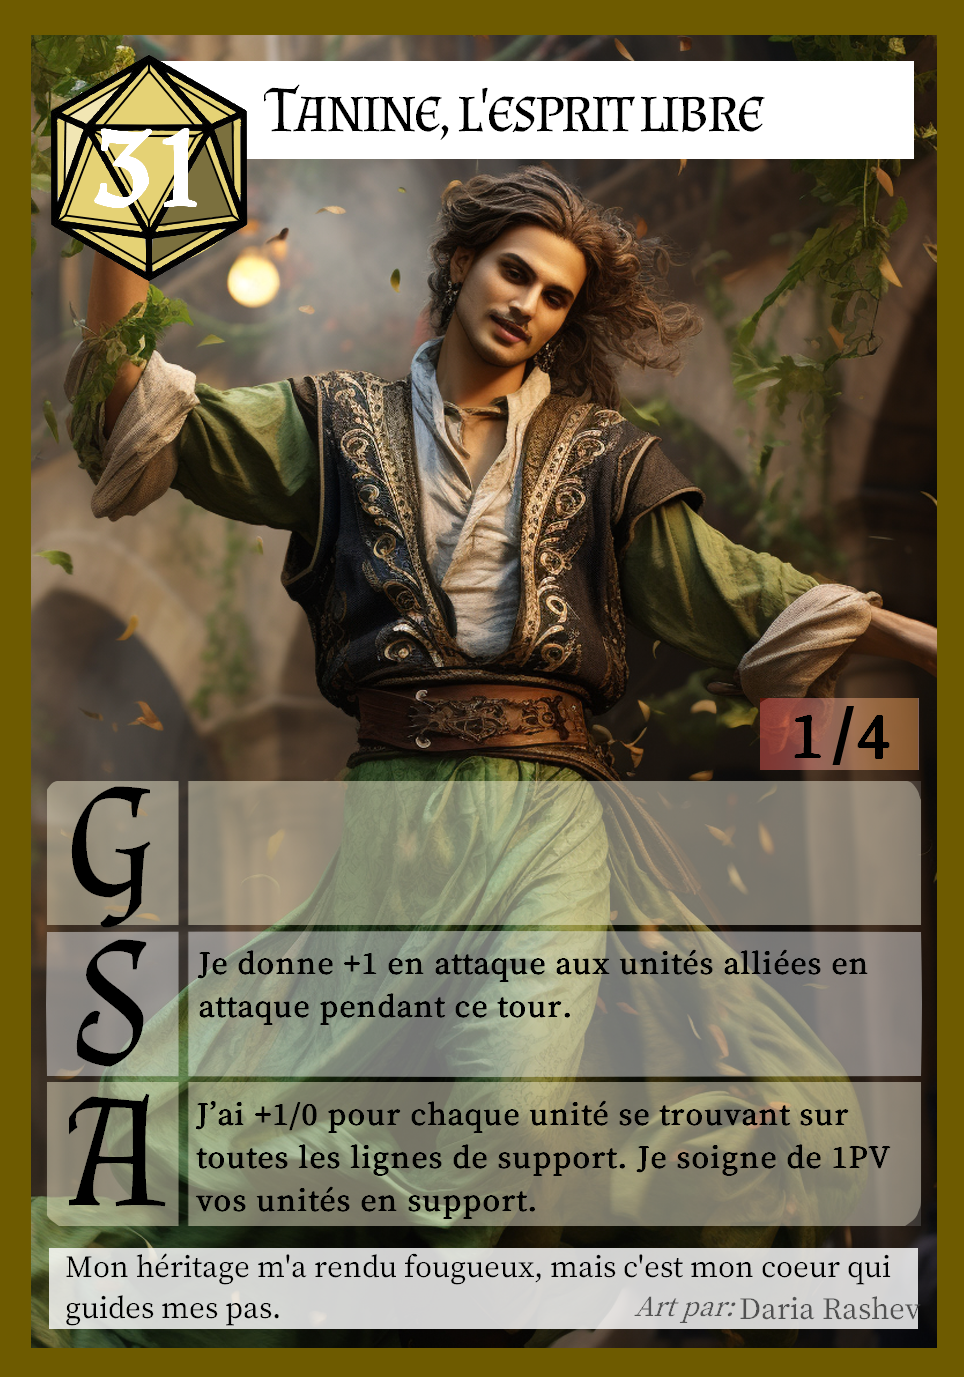 31
Tanine, l'esprit libre
1/4
G
S
Je donne +1 en attaque aux unités alliées en
attaque pendant ce tour.
A
J’ai +1/0 pour chaque unité se trouvant sur
toutes les lignes de support. Je soigne de 1PV
vos unités en support.
Mon héritage m'a rendu fougueux, mais c'est mon coeur qui
guides mes pas.
Art par: Daria Rashev